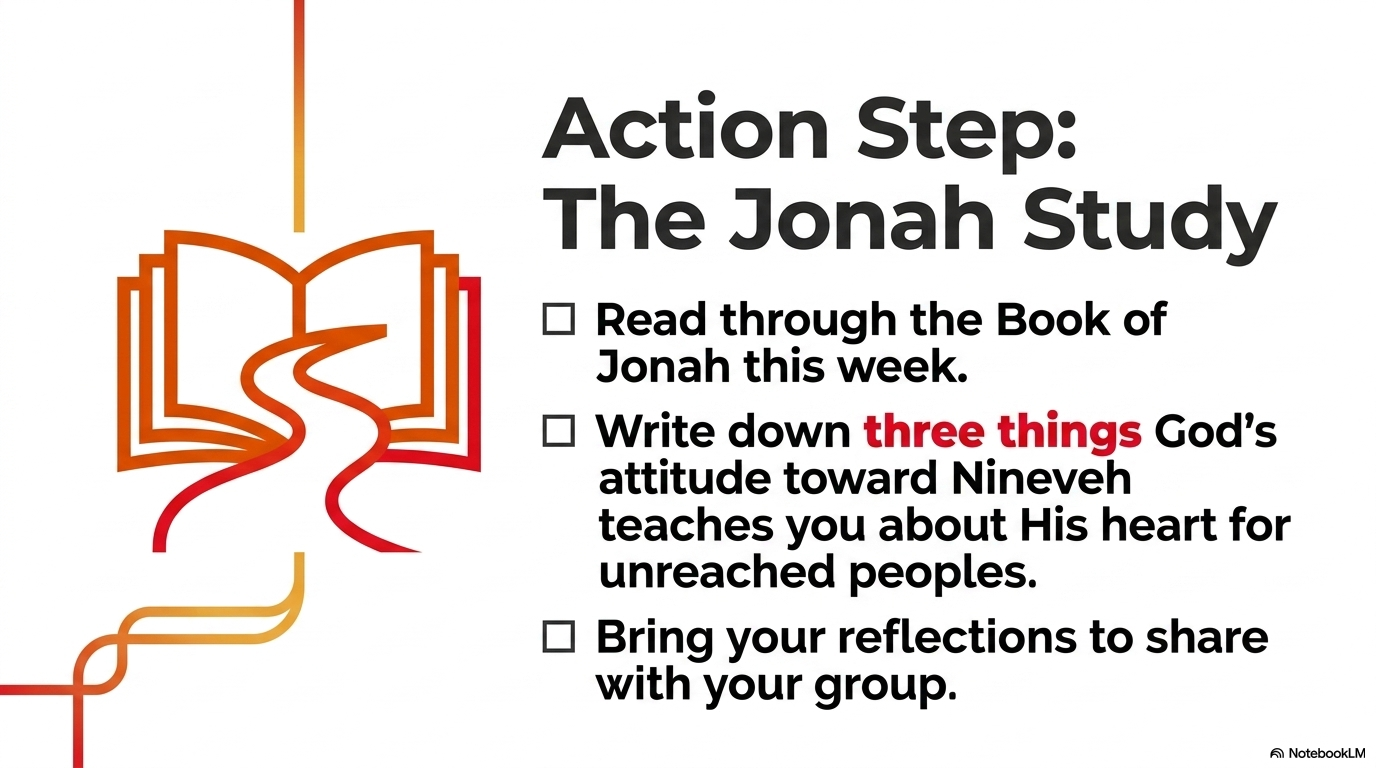 Action Step:
The Jonah Study
Read through the Book of
Jonah this week.
Write down three things God’s
attitude toward Nineveh
teaches you about His heart for
unreached peoples.
Bring your reflections to share
with your group.
NotebookLM